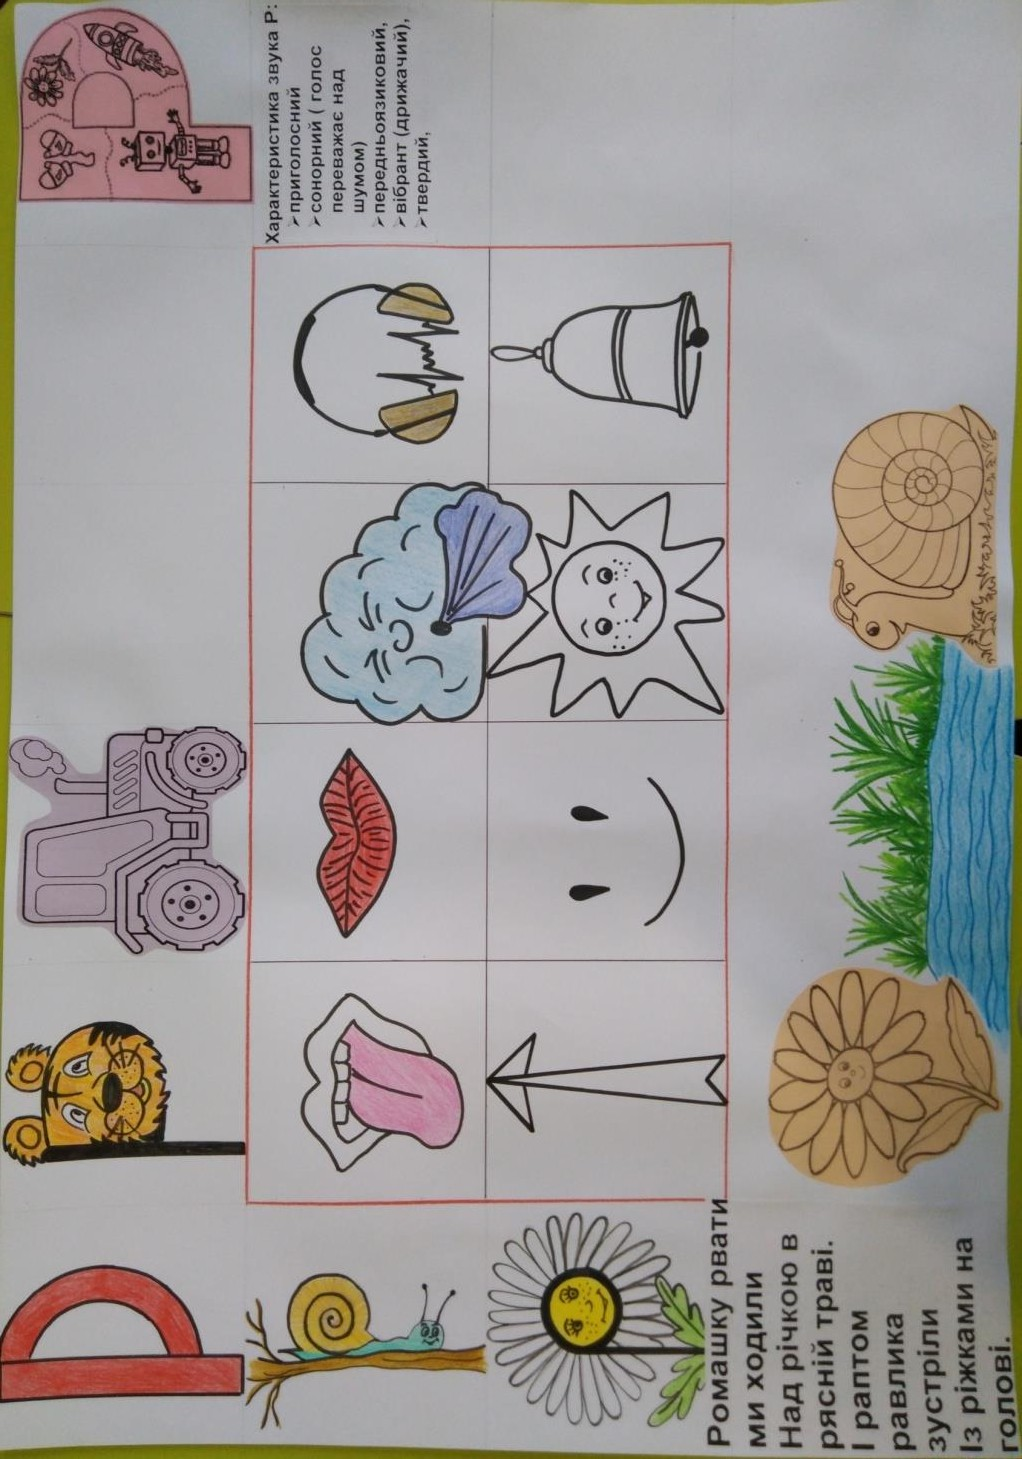 Р
Р
Характеристика звука Р:
➢приголосний
➢сонорний ( голос
переважає над
шумом)
➢передньоязиковий,
➢вібрант (дрижачий),
➢твердий,
Ромашку рвати
ми ходили
Над річкою в
рясній траві.
І раптом
равлика
зустріли
Із ріжками на
голові.